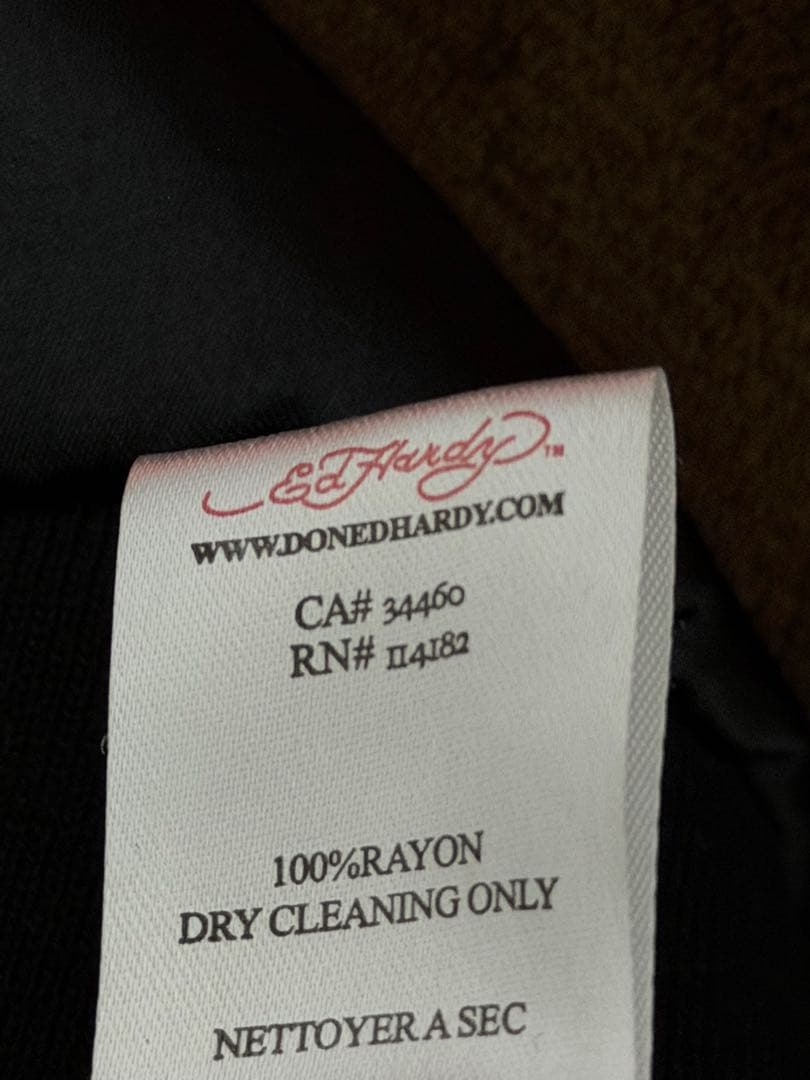 Ed Hardy™
WWW.DONEDHARDY.COM
CA# 34460
RN# 114182
100%RAYON
DRY CLEANING ONLY
NETTOYER A SEC